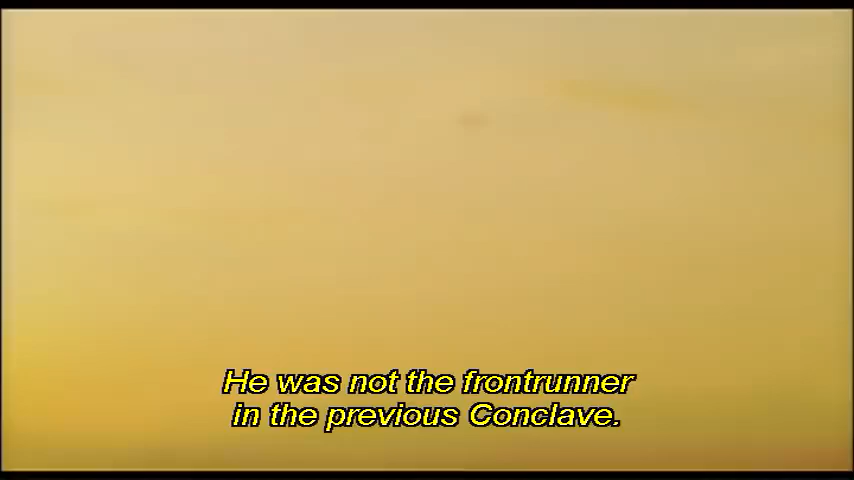 He was not the frontrunner
in the previous Conclave.